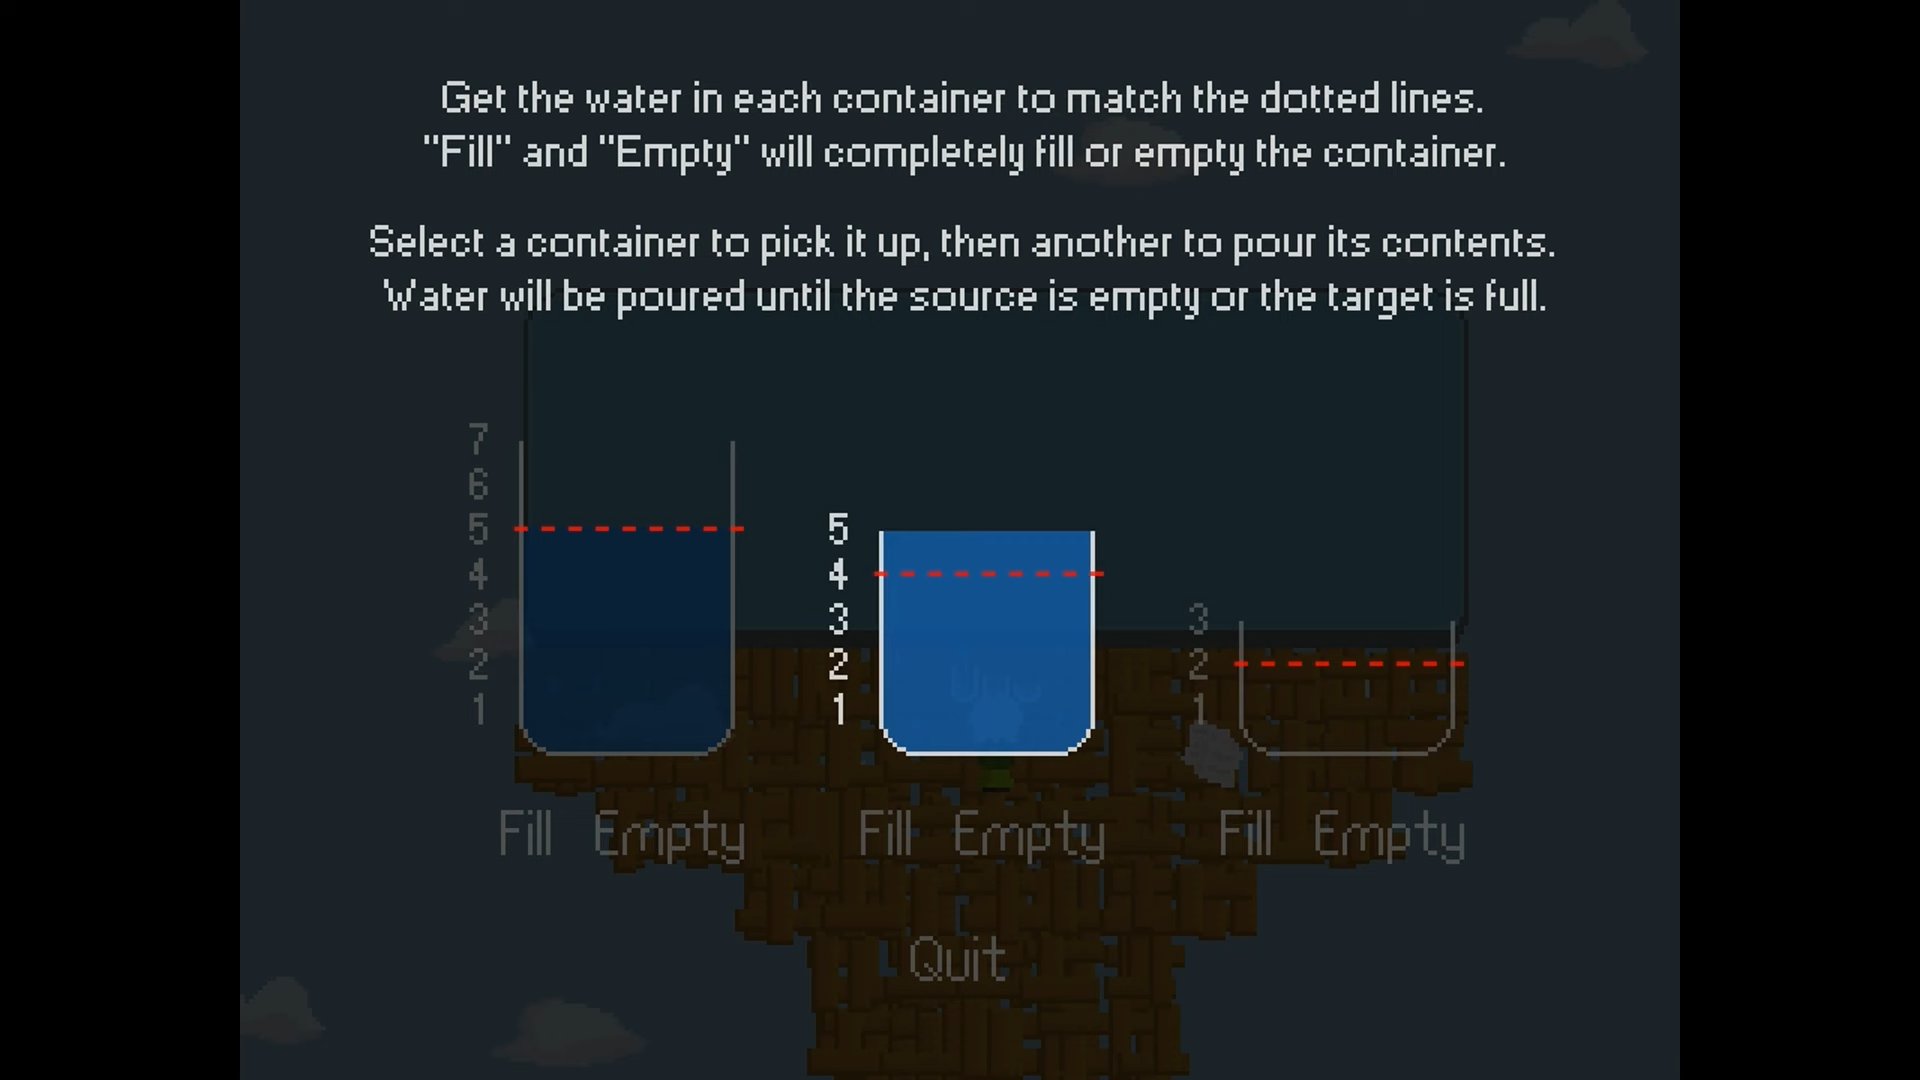 Get the water in each container to match the dotted lines.
"Fill" and "Empty" will completely fill or empty the container.
Select a container to pick it up, then another to pour its contents.
Water will be poured until the source is empty or the target is full.
7
6
5
4
3
2
1
5
4
3
2
1
3
2
1
Fill Empty
Fill Empty
Fill Empty
Quit